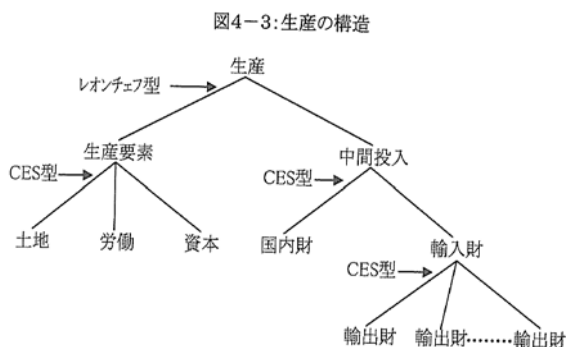 図4-3:生産の構造
生産
レオンチェフ型
生産要素
中間投入
CES型
CES型
土地
労働
資本
国内財
輸入財
CES型
輸出財
輸出財
輸出財